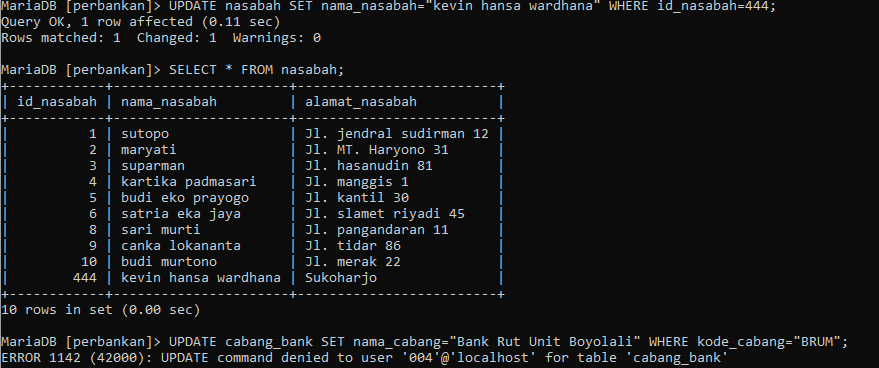 MariaDB [perbankan]> UPDATE nasabah SET nama_nasabah="kevin hansa wardhana" WHERE id_nasabah=444;
Query OK, 1 row affected (0.11 sec)
Rows matched: 1  Changed: 1  Warnings: 0

MariaDB [perbankan]> SELECT * FROM nasabah;
+------------+----------------------+-------------------------+
| id_nasabah | nama_nasabah         | alamat_nasabah          |
+------------+----------------------+-------------------------+
|          1 | sutopo               | Jl. jendral sudirman 12 |
|          2 | maryati              | Jl. MT. Haryono 31      |
|          3 | suparman             | Jl. hasanudin 81        |
|          4 | kartika padmasari    | Jl. manggis 1           |
|          5 | budi eko prayogo     | Jl. kantil 30           |
|          6 | satria eka jaya      | Jl. slamet riyadi 45    |
|          8 | sari murti           | Jl. pangandaran 11      |
|          9 | canka lokananta      | Jl. tidar 86            |
|         10 | budi murtono         | Jl. merak 22            |
|        444 | kevin hansa wardhana | Sukoharjo               |
+------------+----------------------+-------------------------+
10 rows in set (0.00 sec)

MariaDB [perbankan]> UPDATE cabang_bank SET nama_cabang="Bank Rut Unit Boyolali" WHERE kode_cabang="BRUM";
ERROR 1142 (42000): UPDATE command denied to user '004'@'localhost' for table 'cabang_bank'